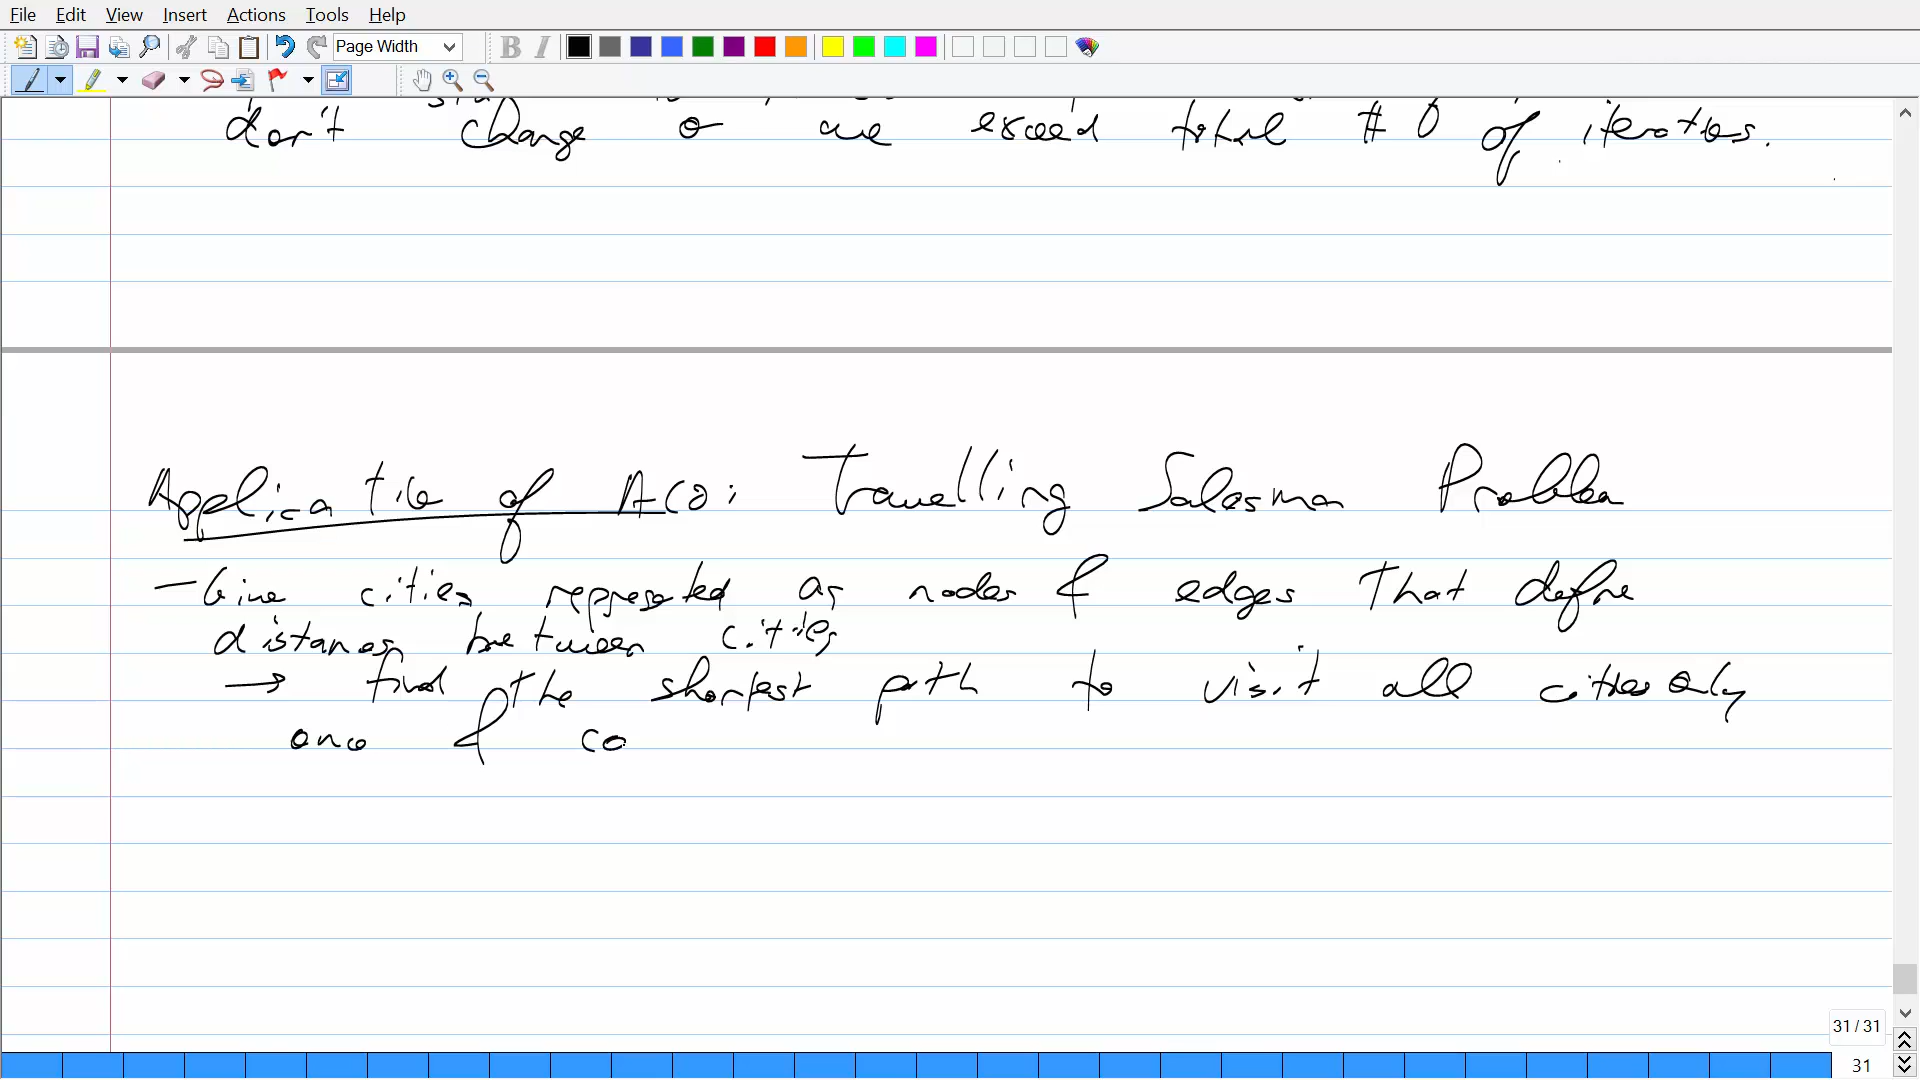 File Edit View Insert Actions Tools Help
Page Width
B I
don't change or we exceed total # of iterations.
Application of ACO: Travelling Salesman Problem
- Give cities represented as nodes & edges that define
distances between cities
→ find the shortest path to visit all cities only
once & co
31 / 31
31